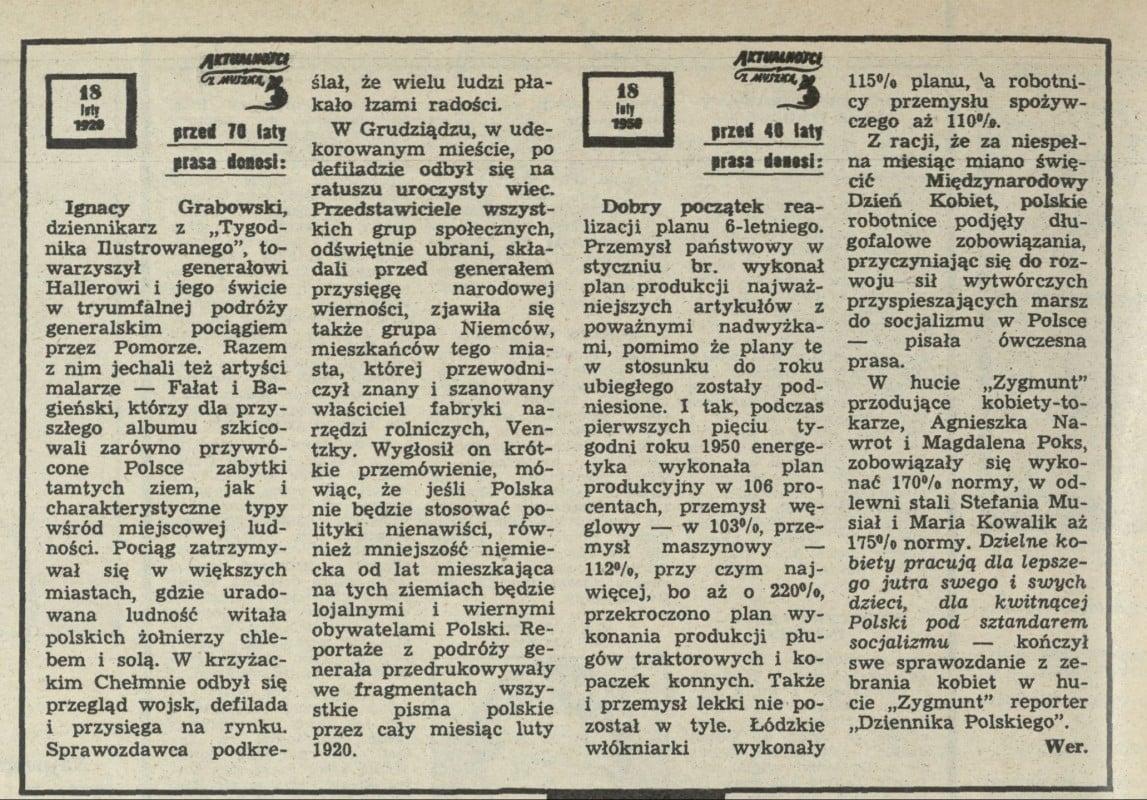 AKTUALNOŚCI
Z MUSZKĄ
18
luty
1920
przed 70 laty
prasa donosi:
Ignacy Grabowski,
dziennikarz z „Tygod-
nika Ilustrowanego”, to-
warzyszył generałowi
Hallerowi i jego świcie
w tryumfalnej podróży
generalskim pociągiem
przez Pomorze. Razem
z nim jechali też artyści
malarze — Fałat i Ba-
gieński, którzy dla przy-
szłego albumu szkico-
wali zarówno przywró-
cone Polsce zabytki
tamtych ziem, jak i
charakterystyczne typy
wśród miejscowej lud-
ności. Pociąg zatrzymy-
wał się w większych
miastach, gdzie urado-
wana ludność witała
polskich żołnierzy chle-
bem i solą. W krzyżac-
kim Chełmnie odbył się
przegląd wojsk, defilada
i przysięga na rynku.
Sprawozdawca podkre-
ślał, że wielu ludzi pła-
kało łzami radości.
W Grudziądzu, w ude-
korowanym mieście, po
defiladzie odbył się na
ratuszu uroczysty wiec.
Przedstawiciele wszyst-
kich grup społecznych,
odświętnie ubrani, skła-
dali przed generałem
przysięgę narodowej
wierności, zjawiła się
także grupa Niemców,
mieszkańców tego mia-
sta, której przewodni-
czył znany i szanowany
właściciel fabryki na-
rzędzi rolniczych, Ven-
tzky. Wygłosił on krót-
kie przemówienie, mó-
wiąc, że jeśli Polska
nie będzie stosować po-
lityki nienawiści, rów-
nież mniejszość niemie-
cka od lat mieszkająca
na tych ziemiach będzie
lojalnymi i wiernymi
obywatelami Polski. Re-
portaże z podróży ge-
nerała przedrukowywały
we fragmentach wszy-
stkie pisma polskie
przez cały miesiąc luty
1920.
AKTUALNOŚCI
Z MUSZKĄ
18
luty
1950
przed 40 laty
prasa donosi:
Dobry początek rea-
lizacji planu 6-letniego.
Przemysł państwowy w
styczniu br. wykonał
plan produkcji najważ-
niejszych artykułów z
poważnymi nadwyżka-
mi, pomimo że plany te
w stosunku do roku
ubiegłego zostały pod-
niesione. I tak, podczas
pierwszych pięciu ty-
godni roku 1950 energe-
tyka wykonała plan
produkcyjny w 106 pro-
centach, przemysł wę-
glowy — w 103%, prze-
mysł maszynowy —
112%, przy czym naj-
więcej, bo aż o 220%,
przekroczono plan wy-
konania produkcji płu-
gów traktorowych i ko-
paczek konnych. Także
i przemysł lekki nie po-
został w tyle. Łódzkie
włókniarki wykonały
115% planu, a robotni-
cy przemysłu spożyw-
czego aż 110%.
Z racji, że za niespeł-
na miesiąc miano świę-
cić Międzynarodowy
Dzień Kobiet, polskie
robotnice podjęły dłu-
gofalowe zobowiązania,
przyczyniając się do roz-
woju sił wytwórczych
przyspieszających marsz
do socjalizmu w Polsce
— pisała ówczesna
prasa.
W hucie „Zygmunt”
przodujące kobiety-to-
karze, Agnieszka Na-
wrot i Magdalena Poks,
zobowiązały się wyko-
nać 170% normy, w od-
lewni stali Stefania Mu-
siał i Maria Kowalik aż
175% normy. Dzielne ko-
biety pracują dla lepsze-
go jutra swego i swych
dzieci, dla kwitnącej
Polski pod sztandarem
socjalizmu — kończył
swe sprawozdanie z ze-
brania kobiet w hu-
cie „Zygmunt” reporter
„Dziennika Polskiego”.
Wer.